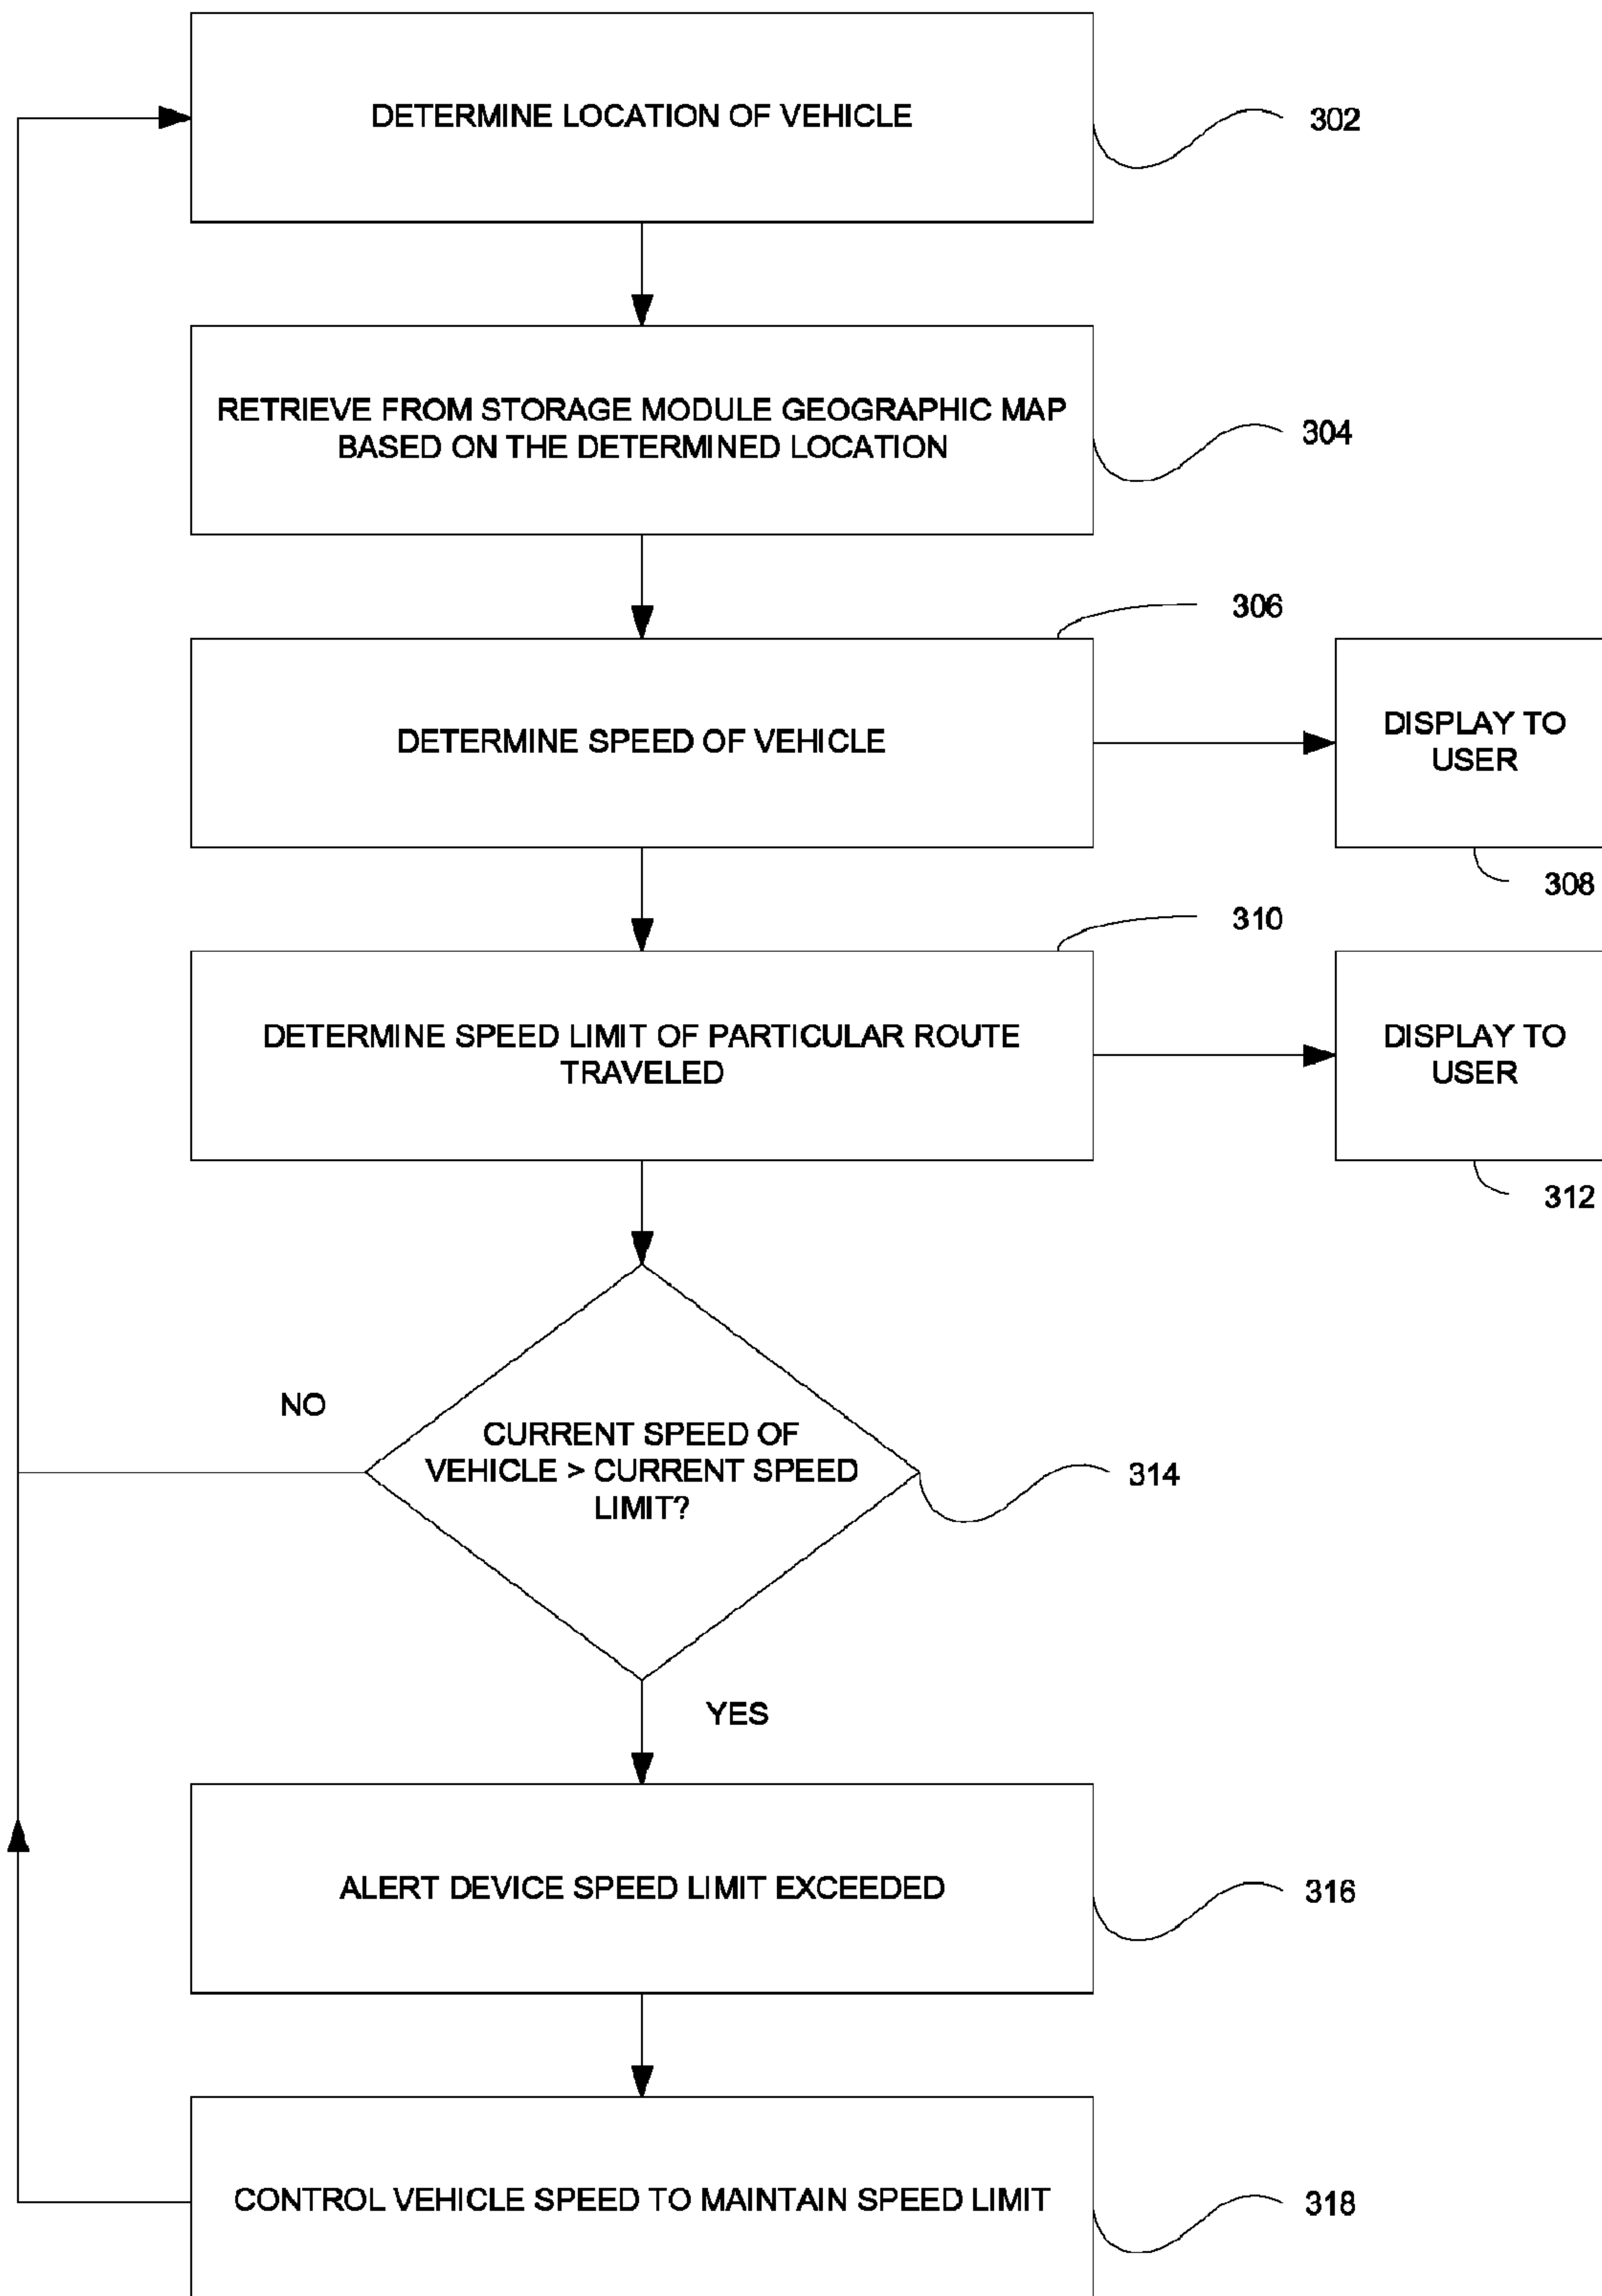 DETERMINE LOCATION OF VEHICLE
302
RETRIEVE FROM STORAGE MODULE GEOGRAPHIC MAP
BASED ON THE DETERMINED LOCATION
304
306
DETERMINE SPEED OF VEHICLE
DISPLAY TO
USER
308
310
DETERMINE SPEED LIMIT OF PARTICULAR ROUTE
TRAVELED
DISPLAY TO
USER
312
NO
CURRENT SPEED OF
VEHICLE > CURRENT SPEED
LIMIT?
314
YES
ALERT DEVICE SPEED LIMIT EXCEEDED
316
CONTROL VEHICLE SPEED TO MAINTAIN SPEED LIMIT
318